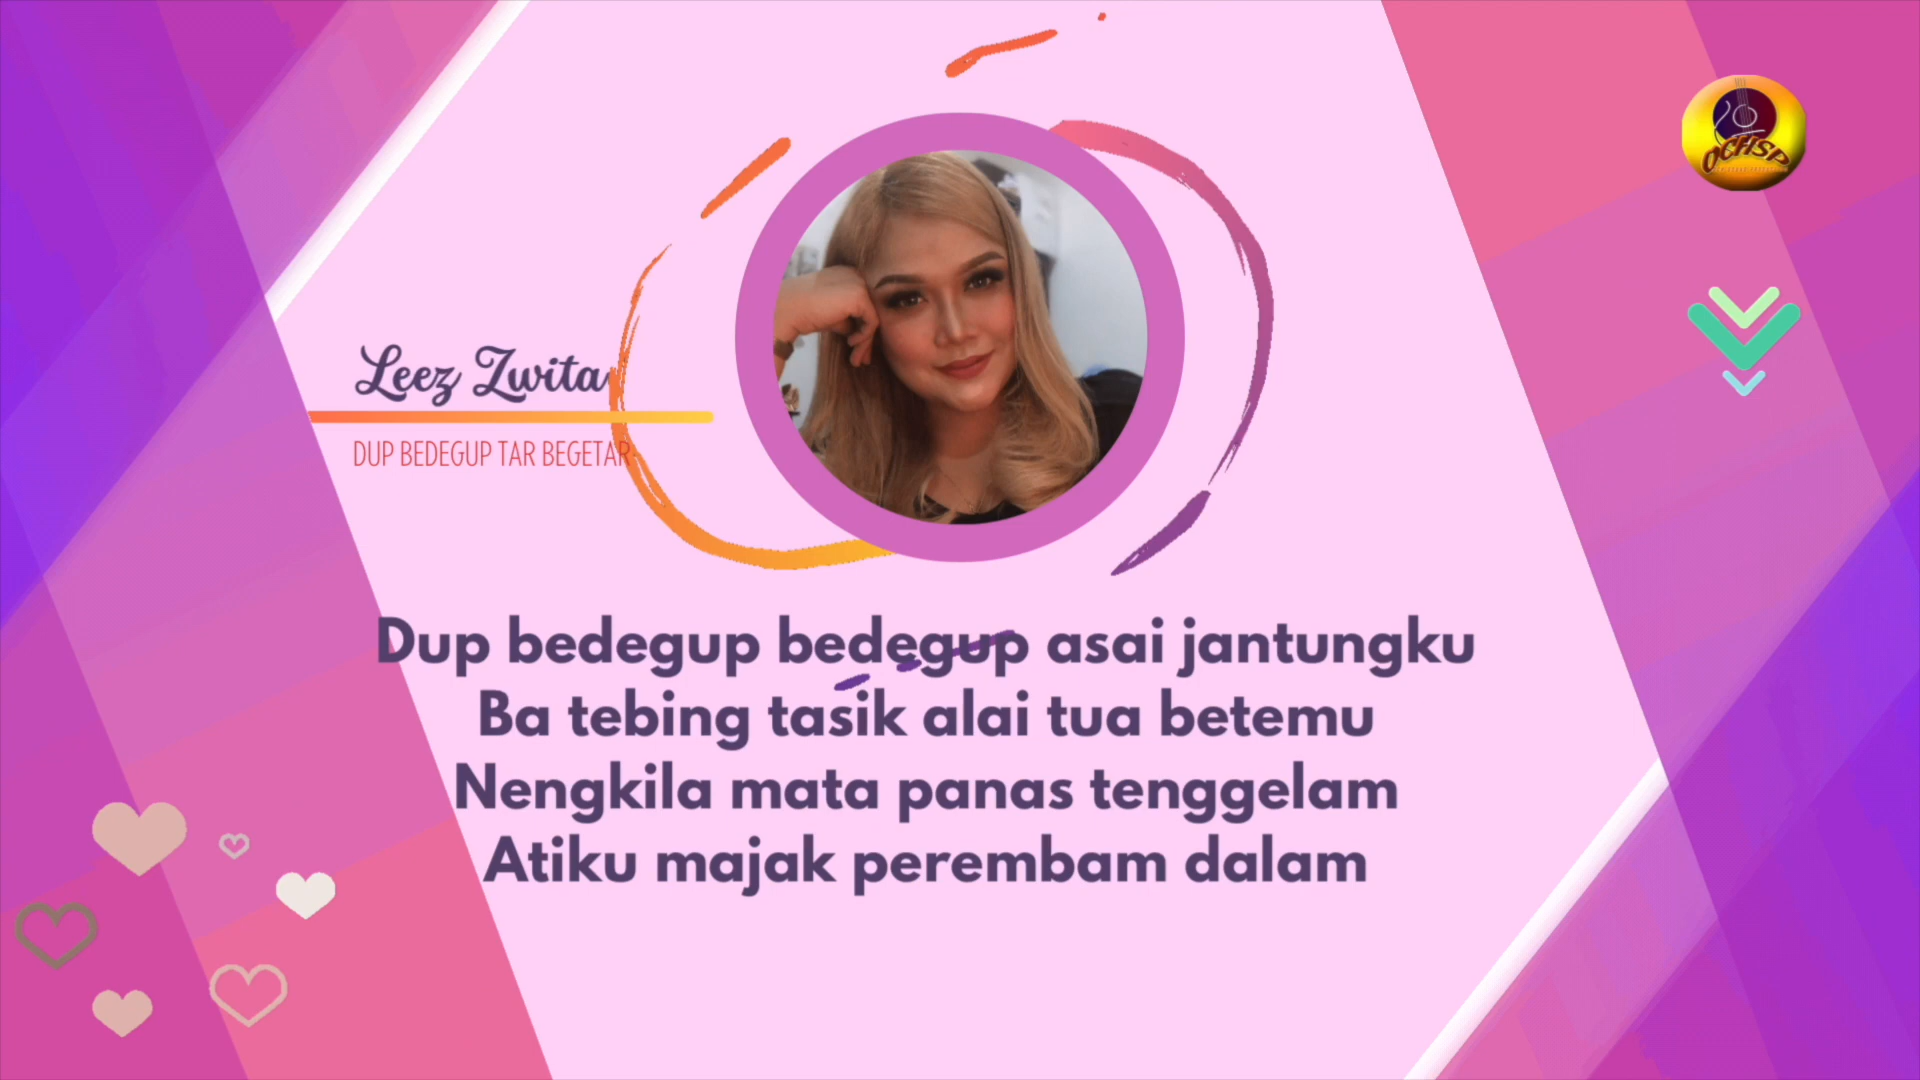 OCHSP
Leez Zwita
DUP BEDEGUP TAR BEGETAR
Dup bedegup bedegup asai jantungku
Ba tebing tasik alai tua betemu
Nengkila mata panas tenggelam
Atiku majak perembam dalam